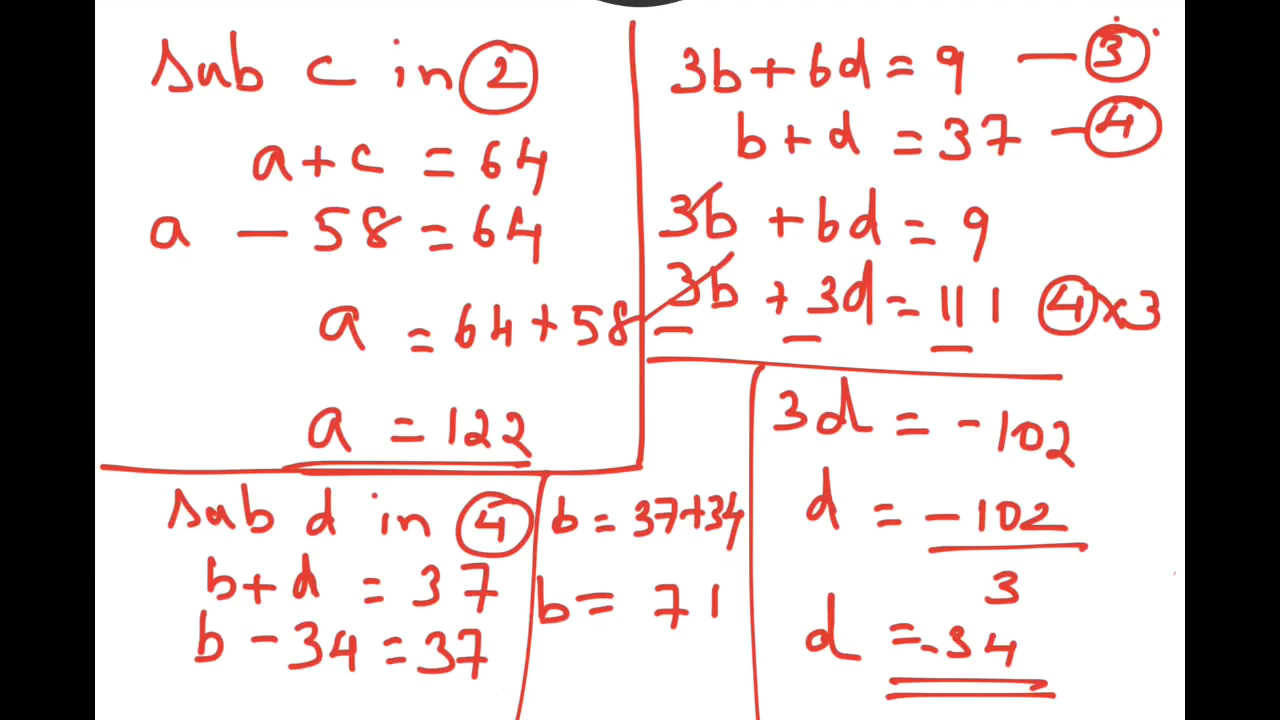 sub c in 2
a + c = 64
a - 58 = 64
a = 64 + 58
a = 122
3b + 6d = 9 — 3
b + d = 37 — 4
3b + 6d = 9
3b + 3d = 111 4 × 3
3d = -102
d = -102
3
d = -34
sub d in 4
b + d = 37
b - 34 = 37
b = 37 + 34
b = 71